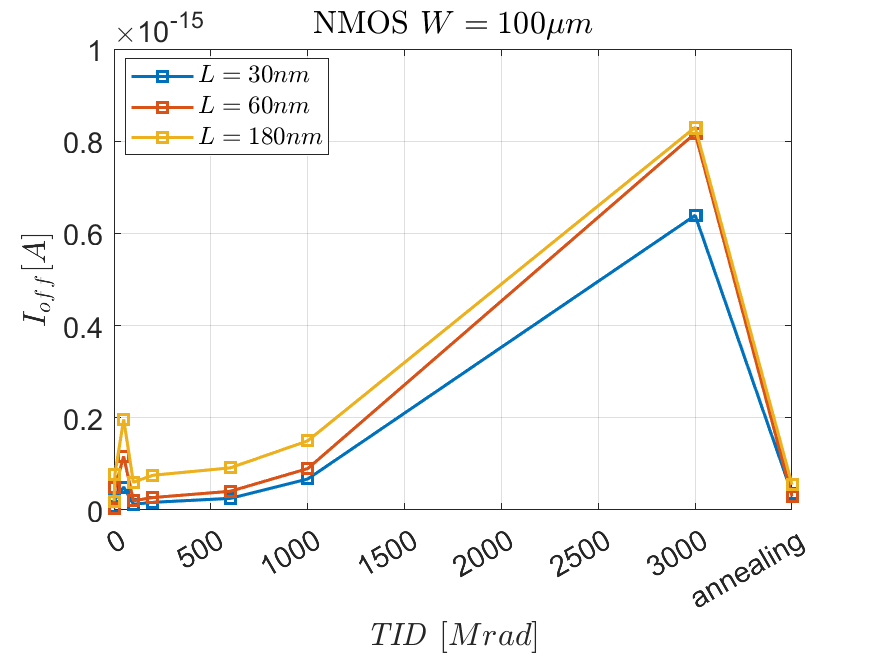 NMOS W = 100μm
×10-15
1
0.8
0.6
0.4
0.2
0
L = 30nm
L = 60nm
L = 180nm
Ioff[A]
0
500
1000
1500
2000
2500
3000
annealing
TID [Mrad]